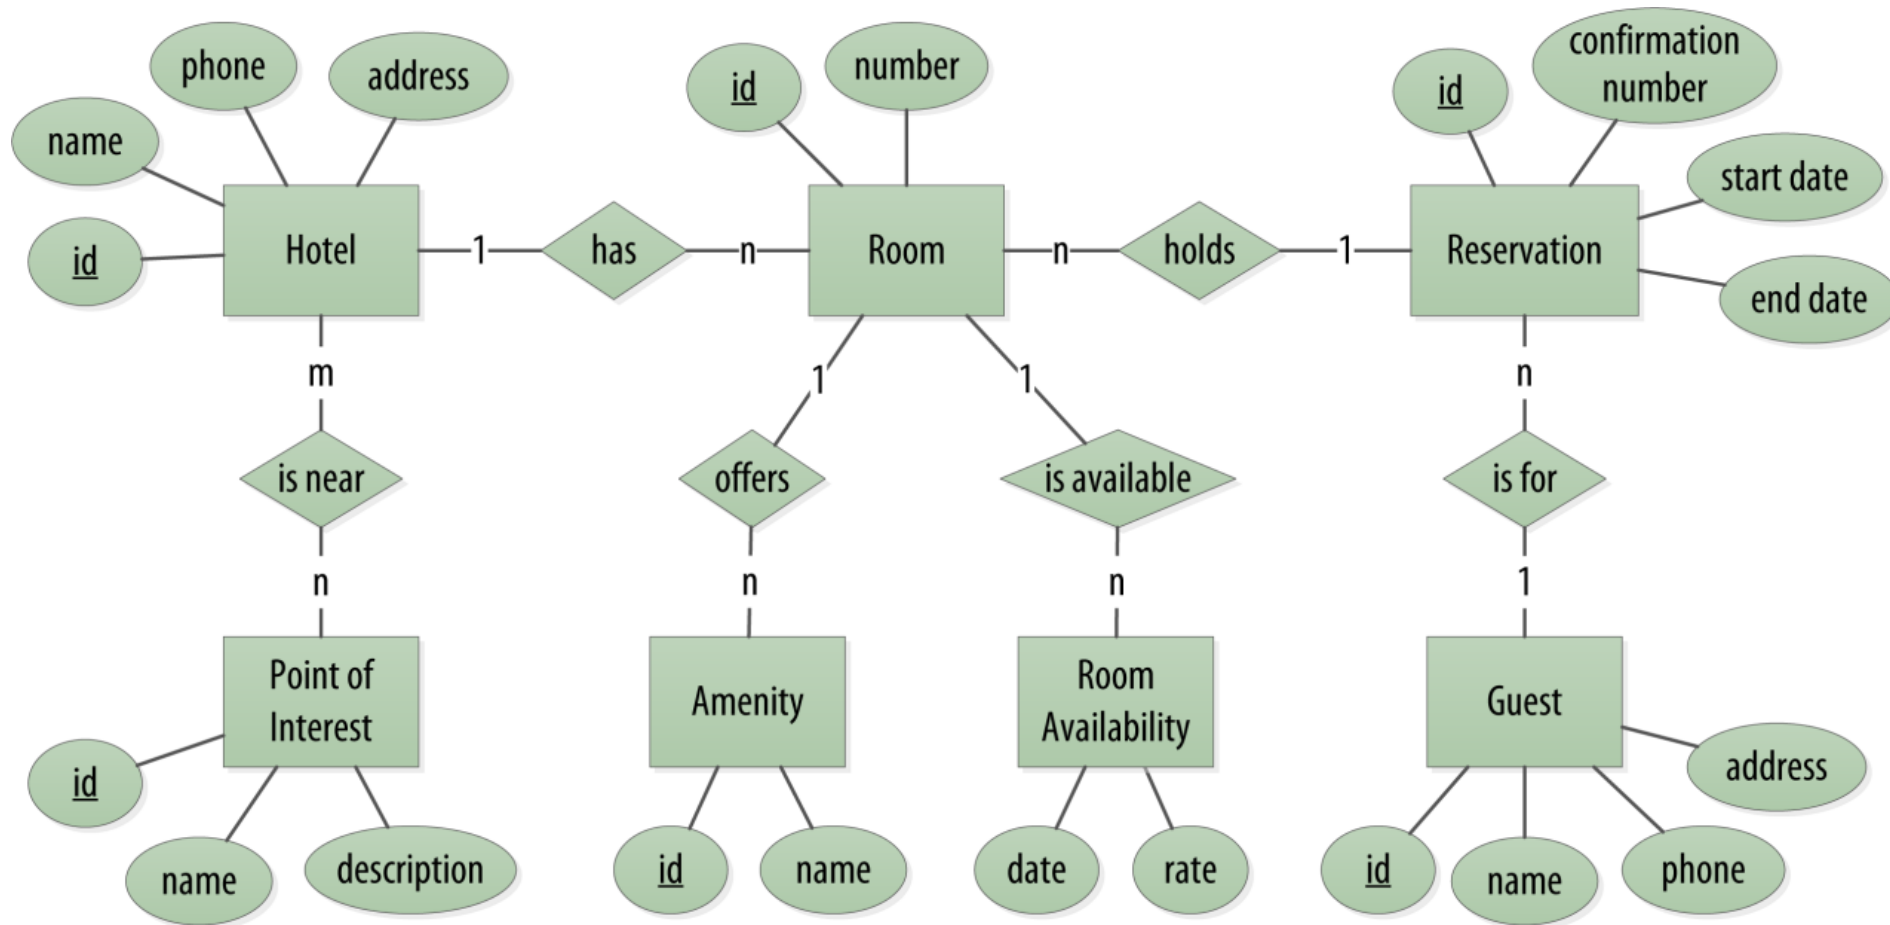 phone
address
name
id
Hotel
1
has
n
id
number
Room
n
holds
1
id
confirmation
number
start date
end date
Reservation
m
is near
n
1
offers
n
1
is available
n
n
is for
1
Point of
Interest
id
name
description
Amenity
id
name
Room
Availability
date
rate
Guest
address
id
name
phone